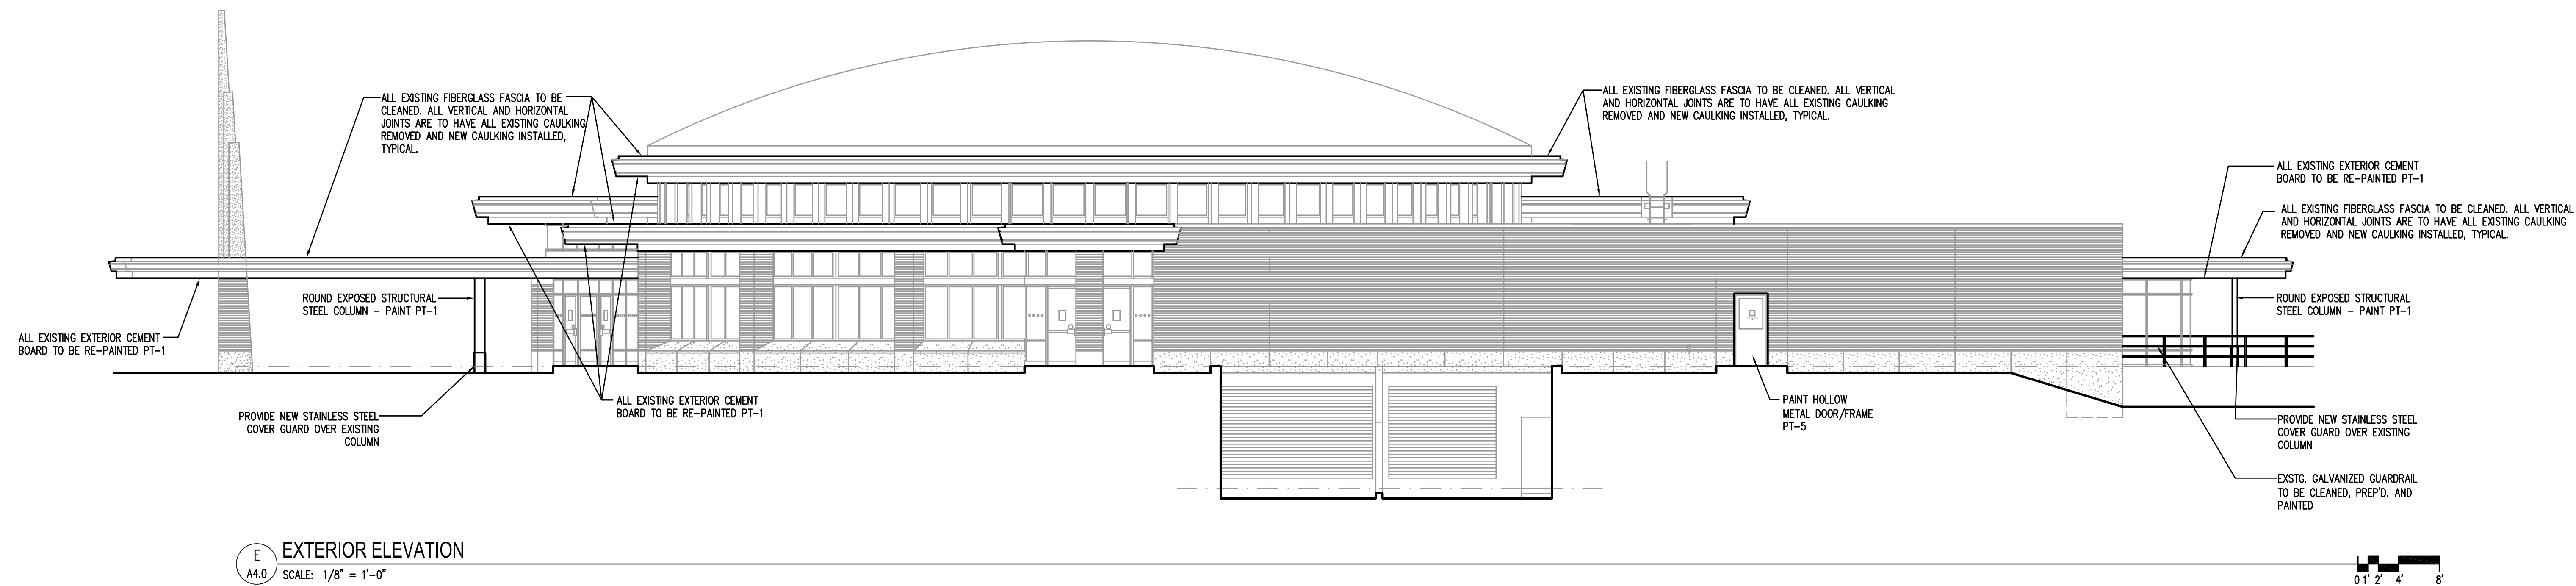 ALL EXISTING FIBERGLASS FASCIA TO BE
CLEANED. ALL VERTICAL AND HORIZONTAL
JOINTS ARE TO HAVE ALL EXISTING CAULKING
REMOVED AND NEW CAULKING INSTALLED,
TYPICAL.
ALL EXISTING FIBERGLASS FASCIA TO BE CLEANED. ALL VERTICAL
AND HORIZONTAL JOINTS ARE TO HAVE ALL EXISTING CAULKING
REMOVED AND NEW CAULKING INSTALLED, TYPICAL.
ALL EXISTING EXTERIOR CEMENT
BOARD TO BE RE-PAINTED PT-1
ALL EXISTING FIBERGLASS FASCIA TO BE CLEANED. ALL VERTICAL
AND HORIZONTAL JOINTS ARE TO HAVE ALL EXISTING CAULKING
REMOVED AND NEW CAULKING INSTALLED, TYPICAL.
ROUND EXPOSED STRUCTURAL
STEEL COLUMN - PAINT PT-1
ROUND EXPOSED STRUCTURAL
STEEL COLUMN - PAINT PT-1
ALL EXISTING EXTERIOR CEMENT
BOARD TO BE RE-PAINTED PT-1
PROVIDE NEW STAINLESS STEEL
COVER GUARD OVER EXISTING
COLUMN
ALL EXISTING EXTERIOR CEMENT
BOARD TO BE RE-PAINTED PT-1
PAINT HOLLOW
METAL DOOR/FRAME
PT-5
PROVIDE NEW STAINLESS STEEL
COVER GUARD OVER EXISTING
COLUMN
EXSTG. GALVANIZED GUARDRAIL
TO BE CLEANED, PREP'D. AND
PAINTED
E
A4.0
EXTERIOR ELEVATION
SCALE: 1/8" = 1'-0"
0 1' 2' 4' 8'